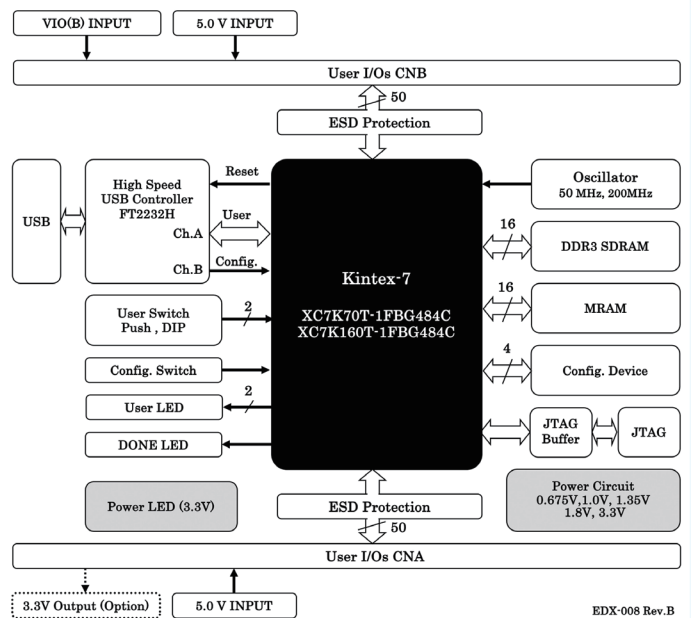 VIO(B) INPUT
5.0 V INPUT
User I/Os CNB
50
ESD Protection
USB
High Speed
USB Controller
FT2232H
Ch.A
Ch.B
Reset
User
Config.
Kintex-7
XC7K70T-1FBG484C
XC7K160T-1FBG484C
Oscillator
50 MHz, 200MHz
16
DDR3 SDRAM
16
MRAM
4
Config. Device
JTAG
Buffer
JTAG
User Switch
Push , DIP
2
Config. Switch
User LED
2
DONE LED
Power LED (3.3V)
Power Circuit
0.675V,1.0V, 1.35V
1.8V, 3.3V
ESD Protection
50
User I/Os CNA
3.3V Output (Option)
5.0 V INPUT
EDX-008 Rev.B